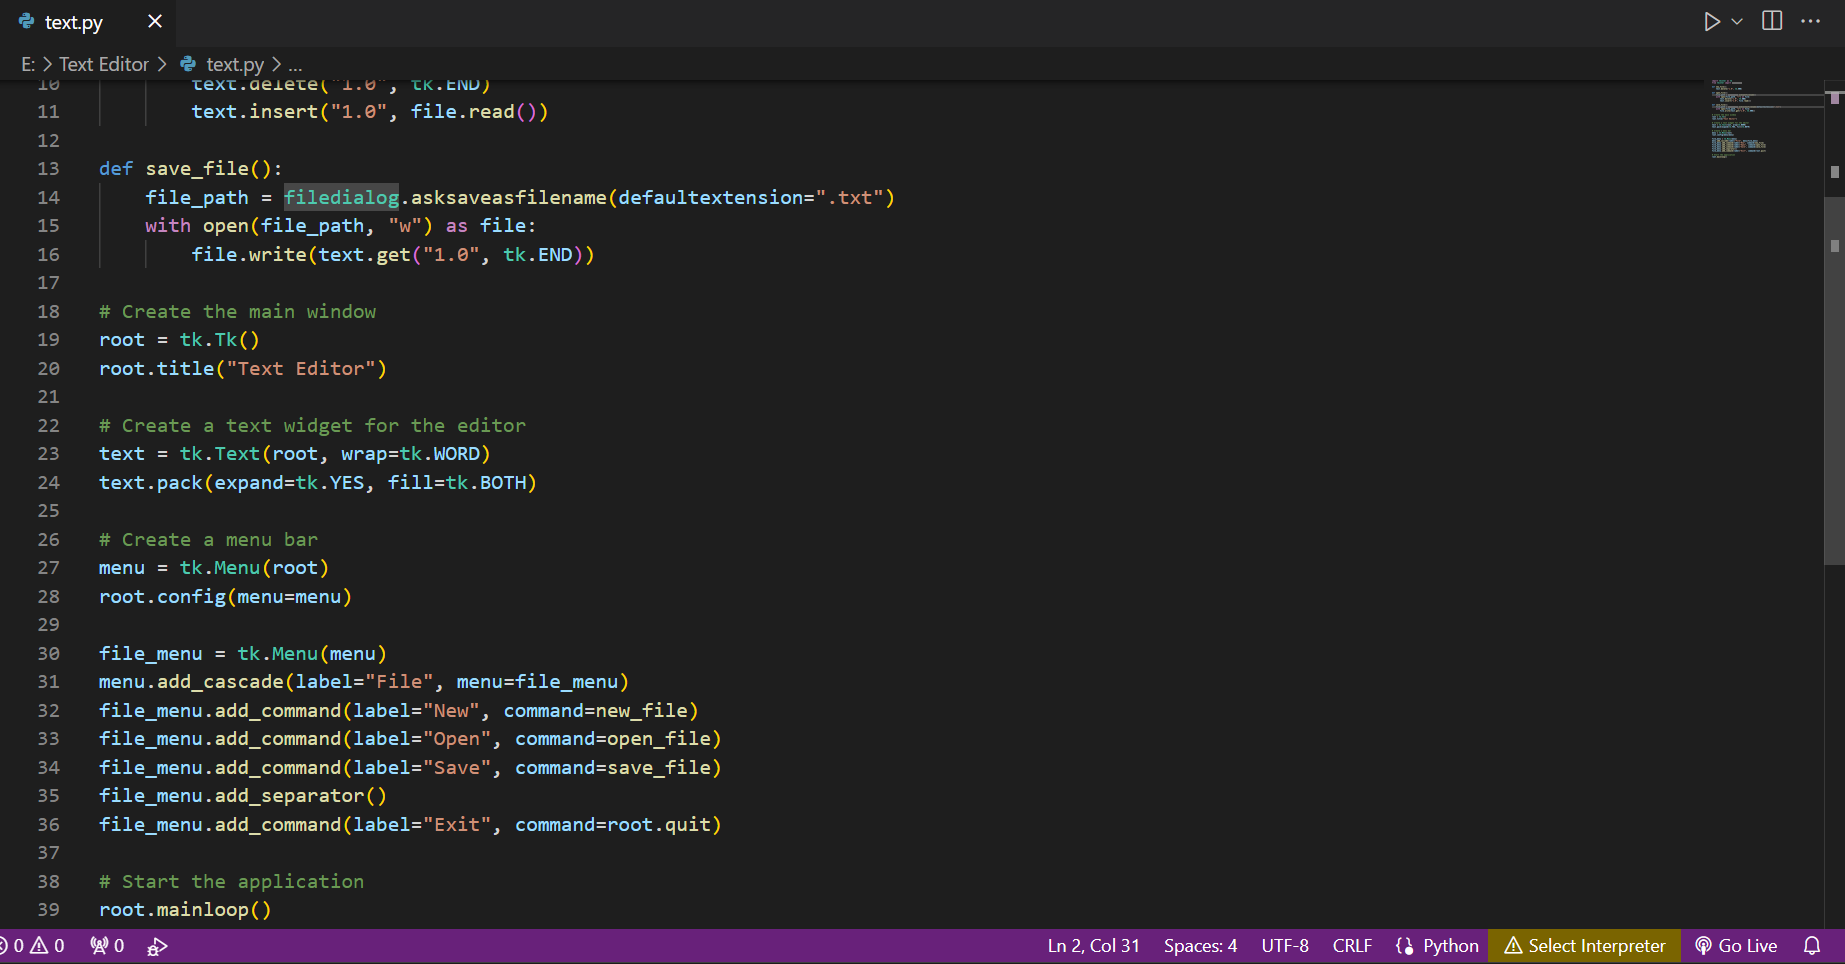 text.py
E: > Text Editor > text.py > ...
10 text.delete("1.0", tk.END)
11 text.insert("1.0", file.read())
12
13 def save_file():
14 file_path = filedialog.asksaveasfilename(defaultextension=".txt")
15 with open(file_path, "w") as file:
16 file.write(text.get("1.0", tk.END))
17
18 # Create the main window
19 root = tk.Tk()
20 root.title("Text Editor")
21
22 # Create a text widget for the editor
23 text = tk.Text(root, wrap=tk.WORD)
24 text.pack(expand=tk.YES, fill=tk.BOTH)
25
26 # Create a menu bar
27 menu = tk.Menu(root)
28 root.config(menu=menu)
29
30 file_menu = tk.Menu(menu)
31 menu.add_cascade(label="File", menu=file_menu)
32 file_menu.add_command(label="New", command=new_file)
33 file_menu.add_command(label="Open", command=open_file)
34 file_menu.add_command(label="Save", command=save_file)
35 file_menu.add_separator()
36 file_menu.add_command(label="Exit", command=root.quit)
37
38 # Start the application
39 root.mainloop()
0 0 0 Ln 2, Col 31 Spaces: 4 UTF-8 CRLF Python Select Interpreter Go Live